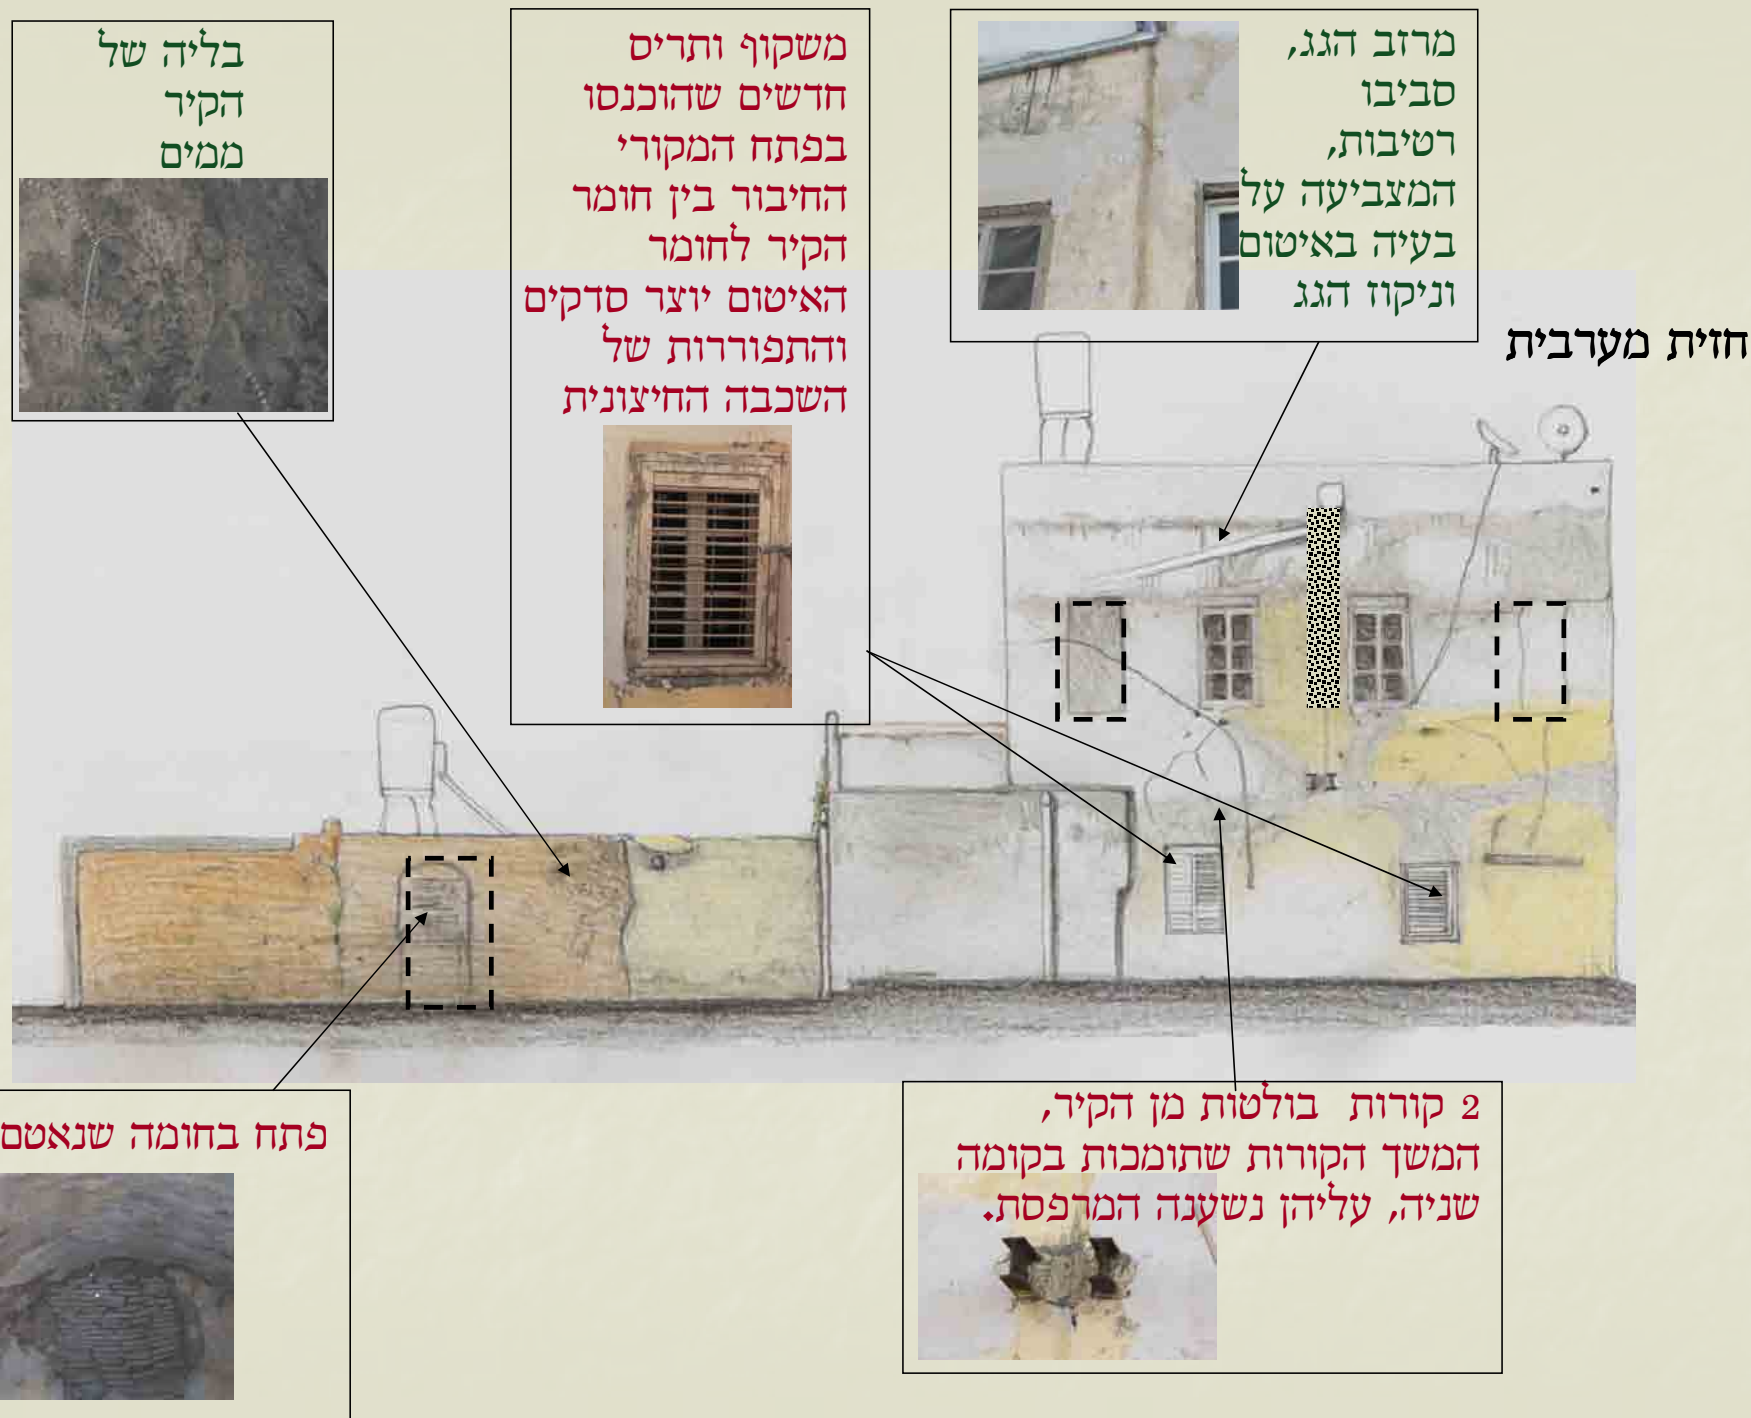 חזית מערבית
מרזב הגג,
סביבו
רטיבות,
המצביעה על
בעיה באיטום
וניקוז הגג
משקוף ותריס
חדשים שהוכנסו
בפתח המקורי
החיבור בין חומר
הקיר לחומר
האיטום יוצר סדקים
והתפוררות של
השכבה החיצונית
בליה של
הקיר
ממים
2 קורות  בולטות מן הקיר,
המשך הקורות שתומכות בקומה
שניה, עליהן נשענה המרפסת.
פתח בחומה שנאטם